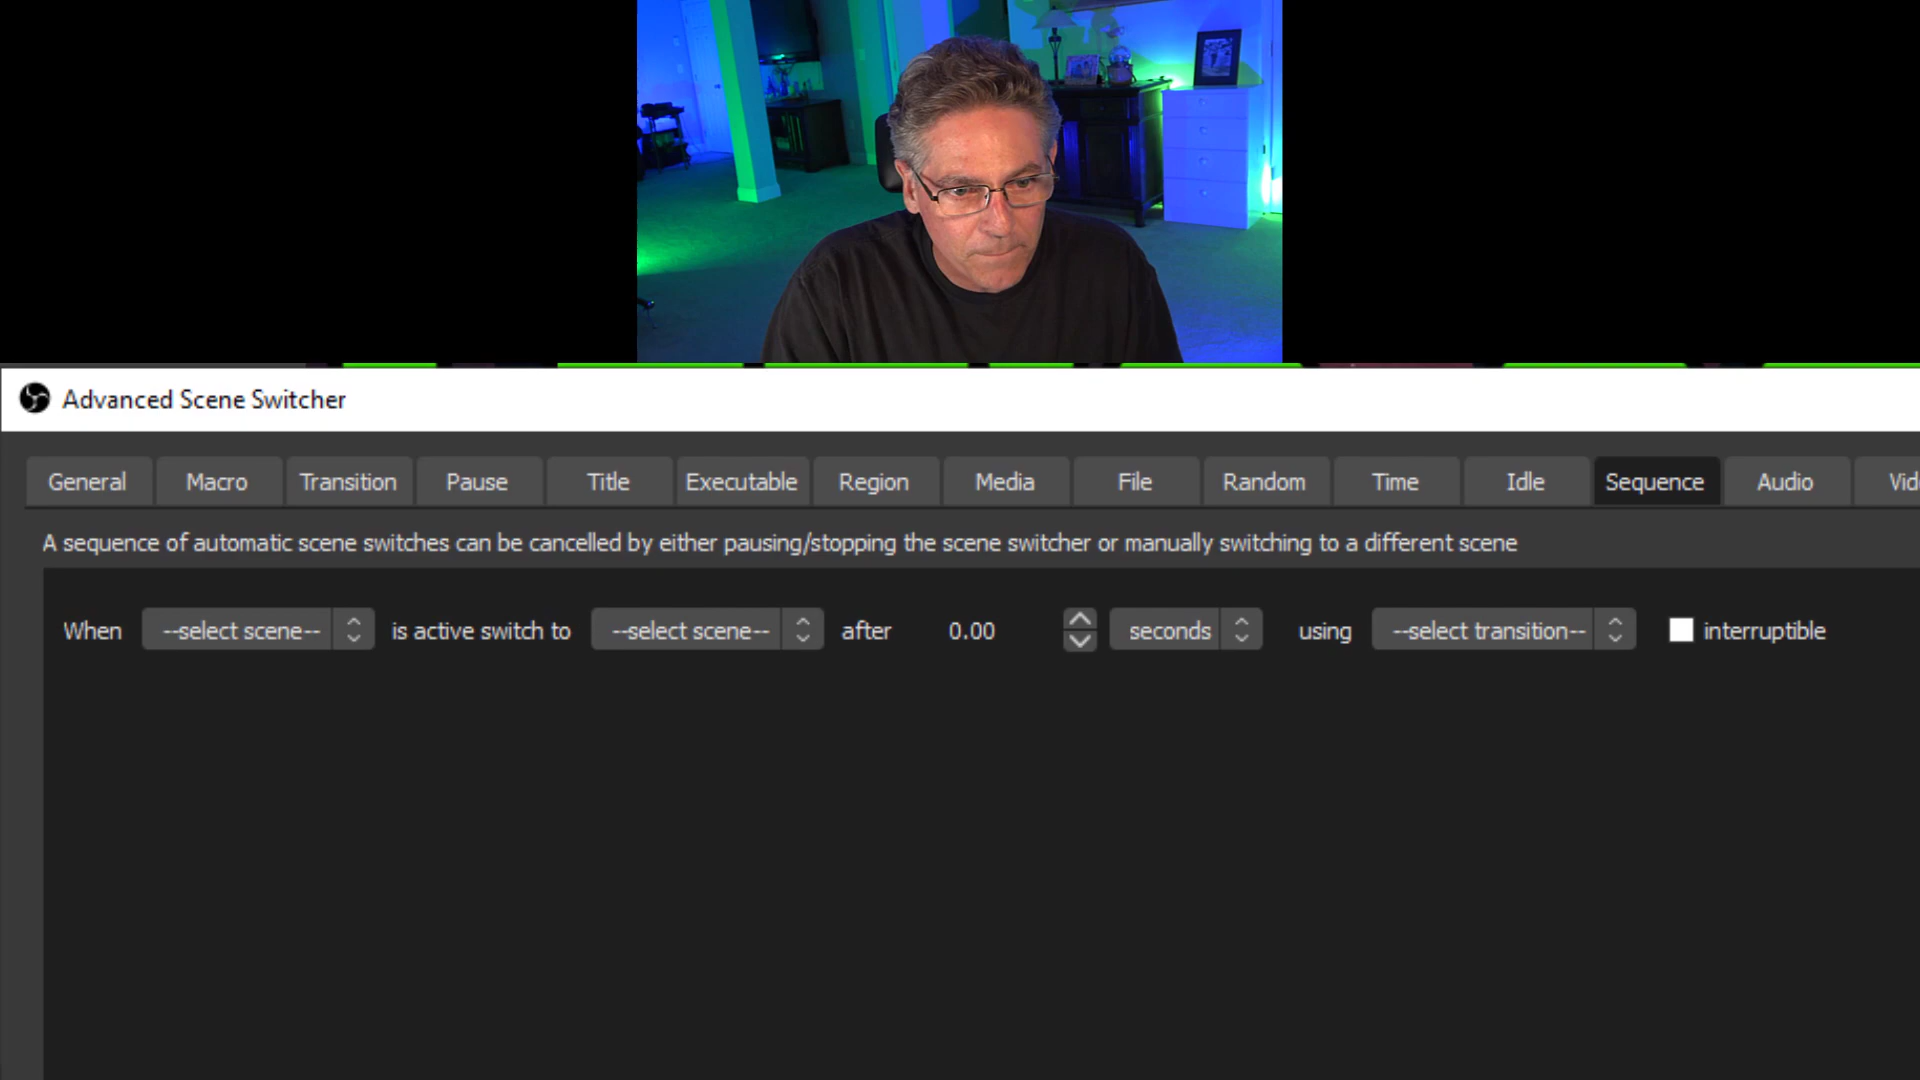 Advanced Scene Switcher
General Macro Transition Pause Title Executable Region Media File Random Time Idle Sequence Audio
A sequence of automatic scene switches can be cancelled by either pausing/stopping the scene switcher or manually switching to a different scene
When --select scene-- is active switch to --select scene-- after 0.00 seconds using --select transition-- interruptible